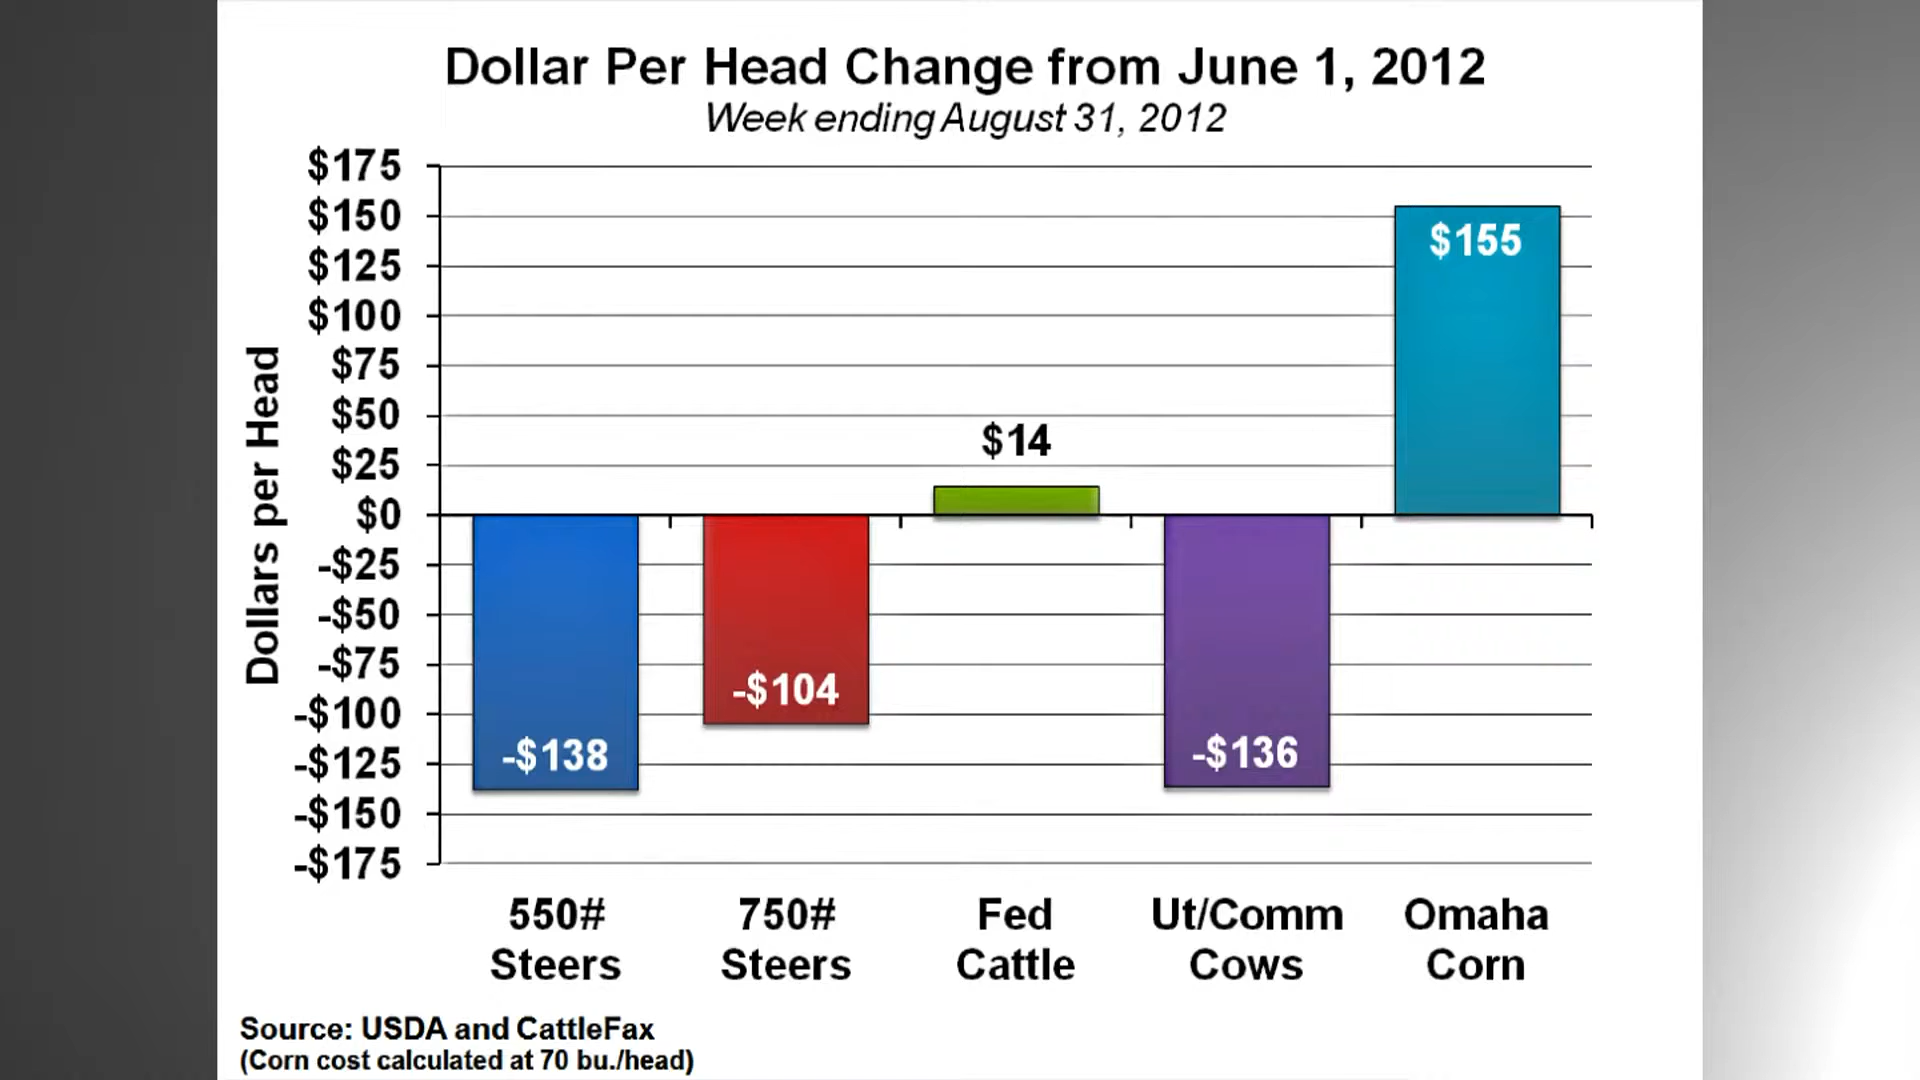 Dollar Per Head Change from June 1, 2012
Week ending August 31, 2012
Dollars per Head
$175
$150
$125
$100
$75
$50
$25
$0
-$25
-$50
-$75
-$100
-$125
-$150
-$175
-$138
-$104
$14
-$136
$155
550#
Steers
750#
Steers
Fed
Cattle
Ut/Comm
Cows
Omaha
Corn
Source: USDA and CattleFax
(Corn cost calculated at 70 bu./head)